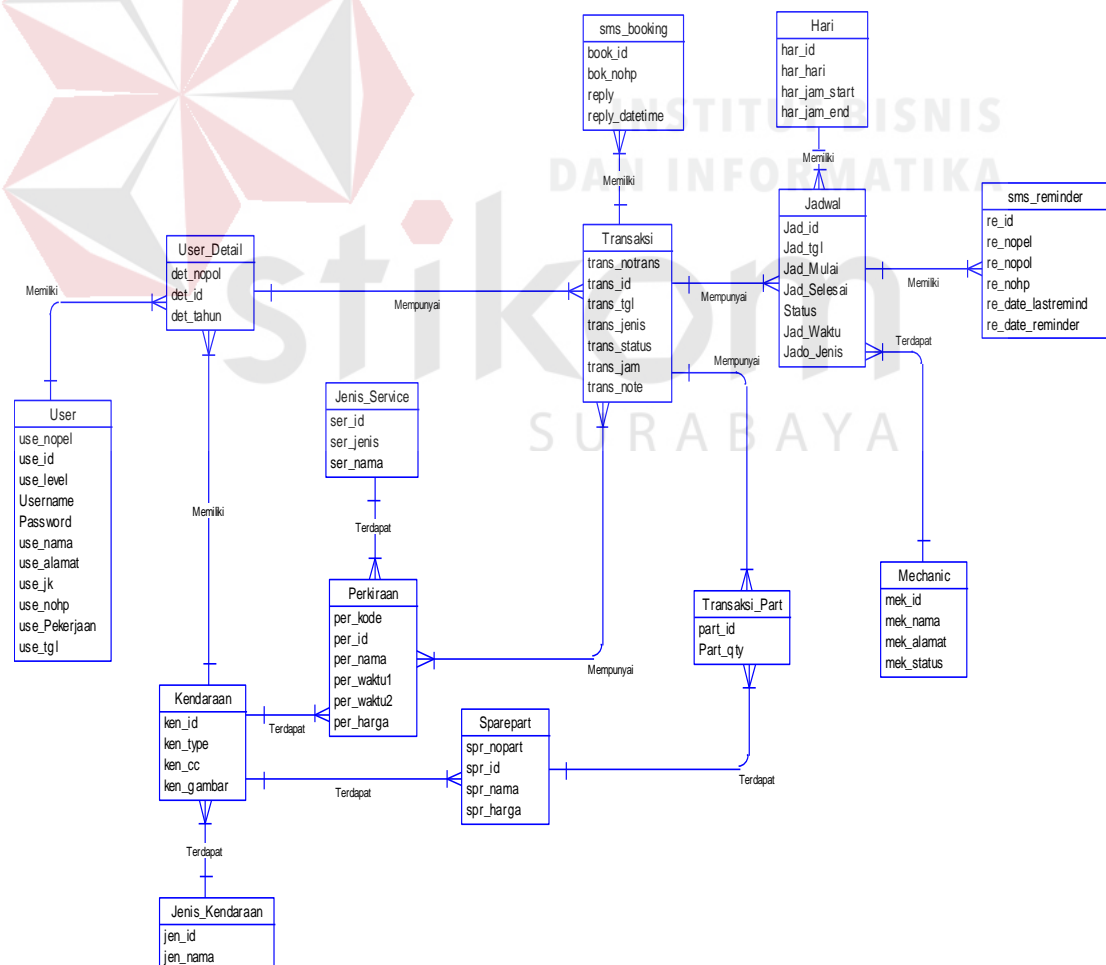 sms_booking
book_id
bok_nohp
reply
reply_datetime
Memiliki
Hari
har_id
har_hari
har_jam_start
har_jam_end
Memiliki
INSTITUT BISNIS
DAN INFORMATIKA
stikom
SURABAYA
User_Detail
det_nopol
det_id
det_tahun
Memiliki
Mempunyai
Transaksi
trans_notrans
trans_id
trans_tgl
trans_jenis
trans_status
trans_jam
trans_note
Mempunyai
Mempunyai
Jadwal
Jad_id
Jad_tgl
Jad_Mulai
Jad_Selesai
Status
Jad_Waktu
Jado_Jenis
Memiliki
Terdapat
sms_reminder
re_id
re_nopel
re_nopol
re_nohp
re_date_lastremind
re_date_reminder
User
use_nopel
use_id
use_level
Username
Password
use_nama
use_alamat
use_jk
use_nohp
use_Pekerjaan
use_tgl
Memiliki
Jenis_Service
ser_id
ser_jenis
ser_nama
Terdapat
Perkiraan
per_kode
per_id
per_nama
per_waktu1
per_waktu2
per_harga
Mempunyai
Transaksi_Part
part_id
Part_qty
Mechanic
mek_id
mek_nama
mek_alamat
mek_status
Kendaraan
ken_id
ken_type
ken_cc
ken_gambar
Terdapat
Terdapat
Sparepart
spr_nopart
spr_id
spr_nama
spr_harga
Terdapat
Terdapat
Jenis_Kendaraan
jen_id
jen_nama